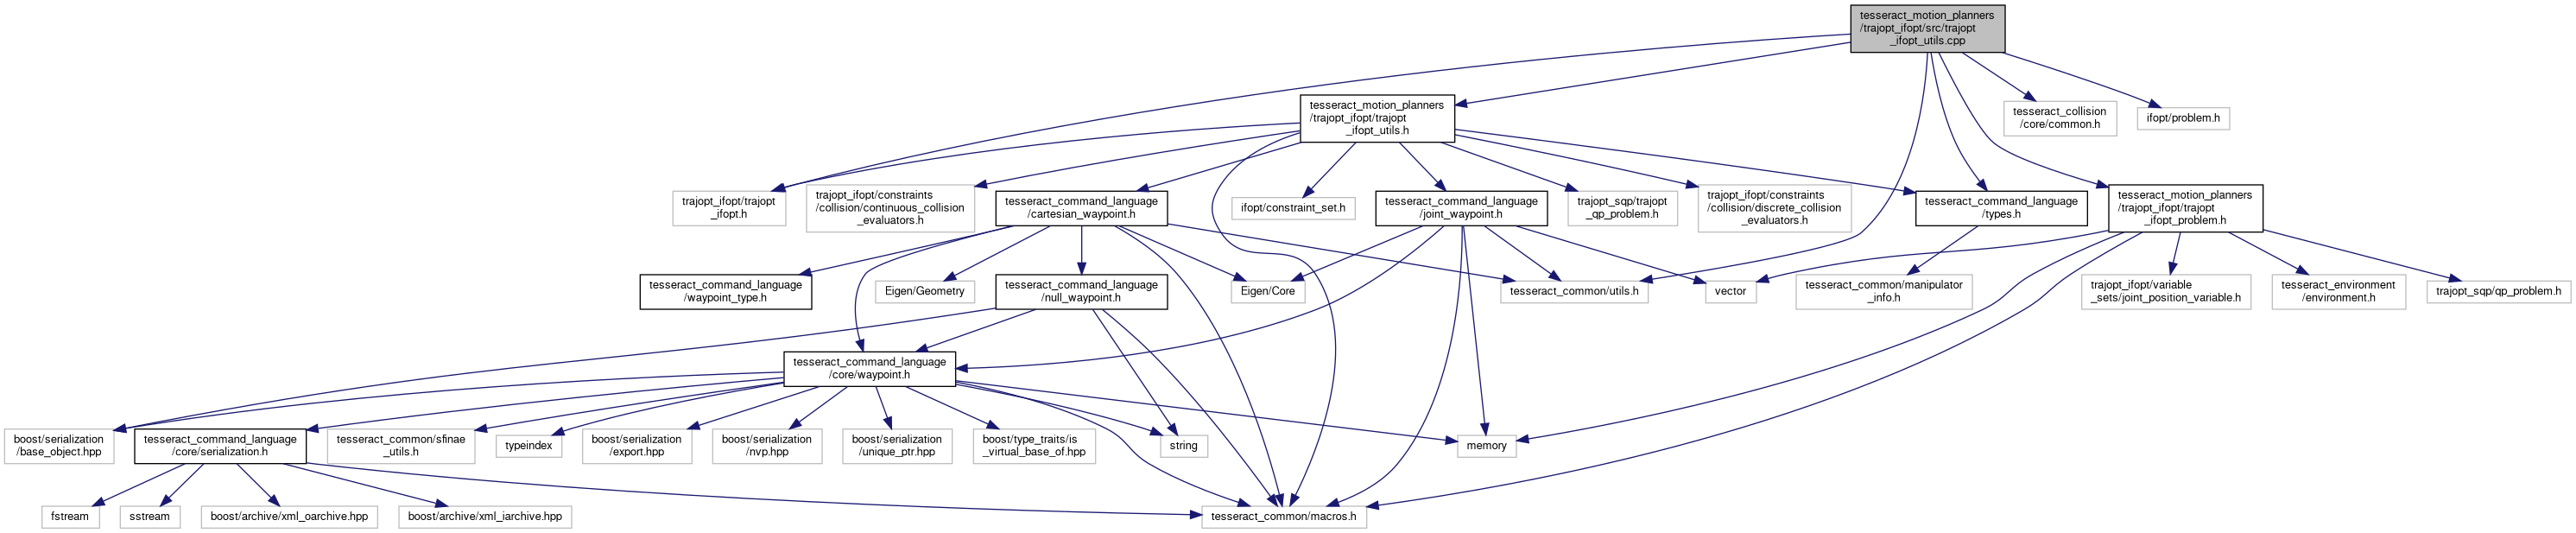 tesseract_motion_planners
/trajopt_ifopt/src/trajopt
_ifopt_utils.cpp
tesseract_motion_planners
/trajopt_ifopt/trajopt
_ifopt_utils.h
tesseract_collision
/core/common.h
ifopt/problem.h
trajopt_ifopt/trajopt
_ifopt.h
trajopt_ifopt/constraints
/collision/continuous_collision
_evaluators.h
tesseract_command_language
/cartesian_waypoint.h
ifopt/constraint_set.h
tesseract_command_language
/joint_waypoint.h
trajopt_sqp/trajopt
_qp_problem.h
trajopt_ifopt/constraints
/collision/discrete_collision
_evaluators.h
tesseract_command_language
/types.h
tesseract_motion_planners
/trajopt_ifopt/trajopt
_ifopt_problem.h
tesseract_command_language
/waypoint_type.h
Eigen/Geometry
tesseract_command_language
/null_waypoint.h
Eigen/Core
tesseract_common/utils.h
vector
tesseract_common/manipulator
_info.h
trajopt_ifopt/variable
_sets/joint_position_variable.h
tesseract_environment
/environment.h
trajopt_sqp/qp_problem.h
tesseract_command_language
/core/waypoint.h
boost/serialization
/base_object.hpp
tesseract_command_language
/core/serialization.h
tesseract_common/sfinae
_utils.h
typeindex
boost/serialization
/export.hpp
boost/serialization
/nvp.hpp
boost/serialization
/unique_ptr.hpp
boost/type_traits/is
_virtual_base_of.hpp
string
memory
fstream
sstream
boost/archive/xml_oarchive.hpp
boost/archive/xml_iarchive.hpp
tesseract_common/macros.h